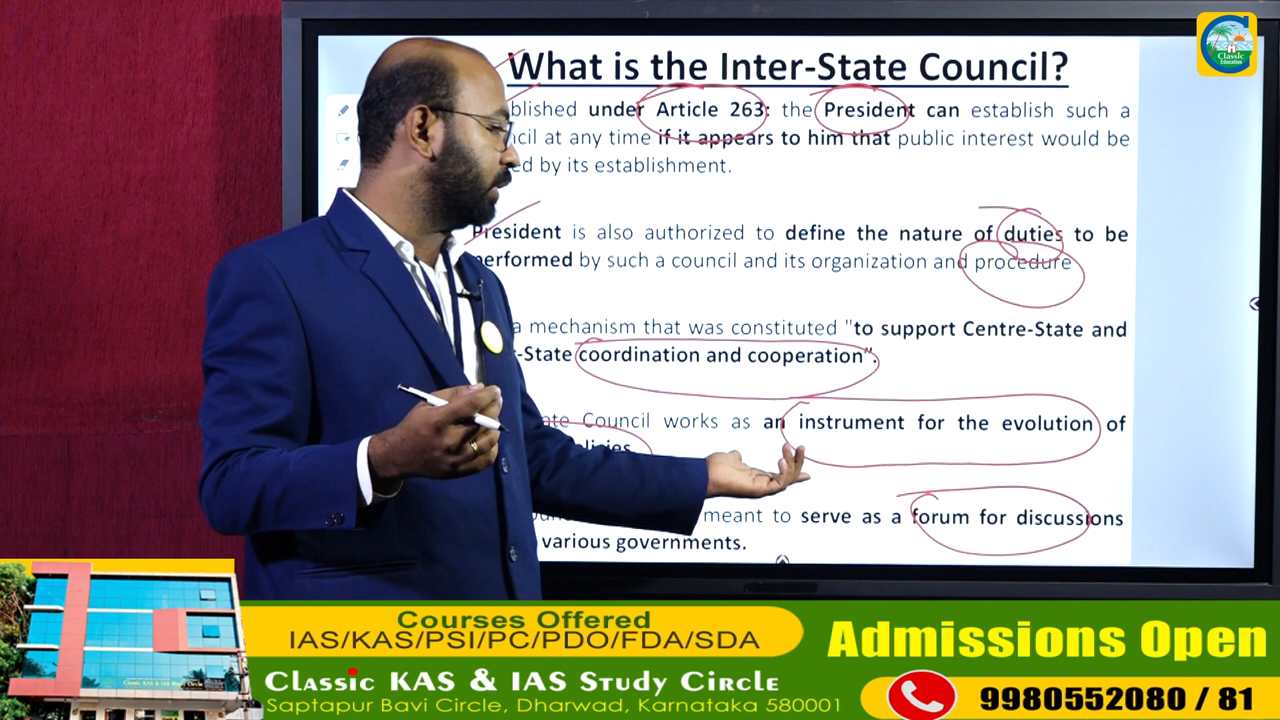 What is the Inter-State Council?
blished under Article 263: the President can establish such a
ncil at any time if it appears to him that public interest would be
ed by its establishment.
President is also authorized to define the nature of duties to be
performed by such a council and its organization and procedure
a mechanism that was constituted "to support Centre-State and
-State coordination and cooperation".
ate Council works as an instrument for the evolution of
olicies.
meant to serve as a forum for discussions
various governments.
Classic
Education
Courses Offered
IAS/KAS/PSI/PC/PDO/FDA/SDA
Admissions Open
Classic KAS & IAS Study Circle
Saptapur Bavi Circle, Dharwad, Karnataka 580001
9980552080 / 81